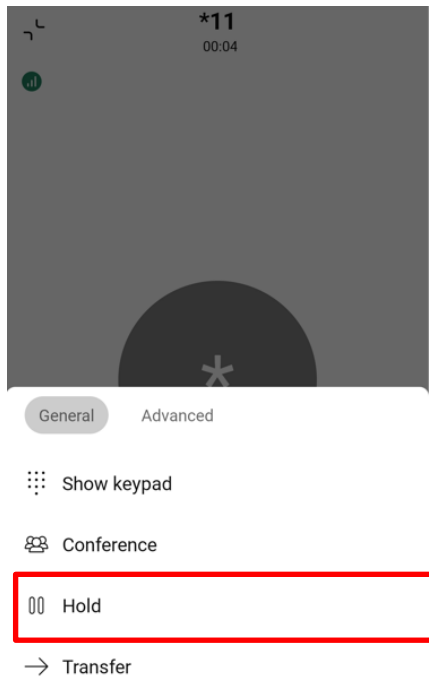 *11
00:04
*
General Advanced
Show keypad
Conference
Hold
Transfer